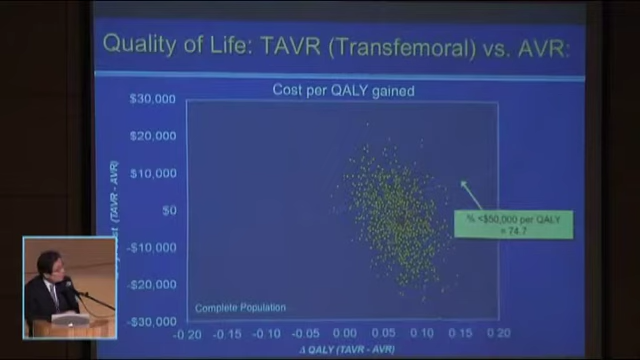 Quality of Life: TAVR (Transfemoral) vs. AVR:
Cost per QALY gained
$30,000
$20,000
$10,000
$0
-$10,000
-$20,000
-$30,000
(TAVR - AVR)
% <$50,000 per QALY
= 74.7
Complete Population
-0.20 -0.15 -0.10 -0.05 0.00 0.05 0.10 0.15 0.20
Δ QALY (TAVR - AVR)